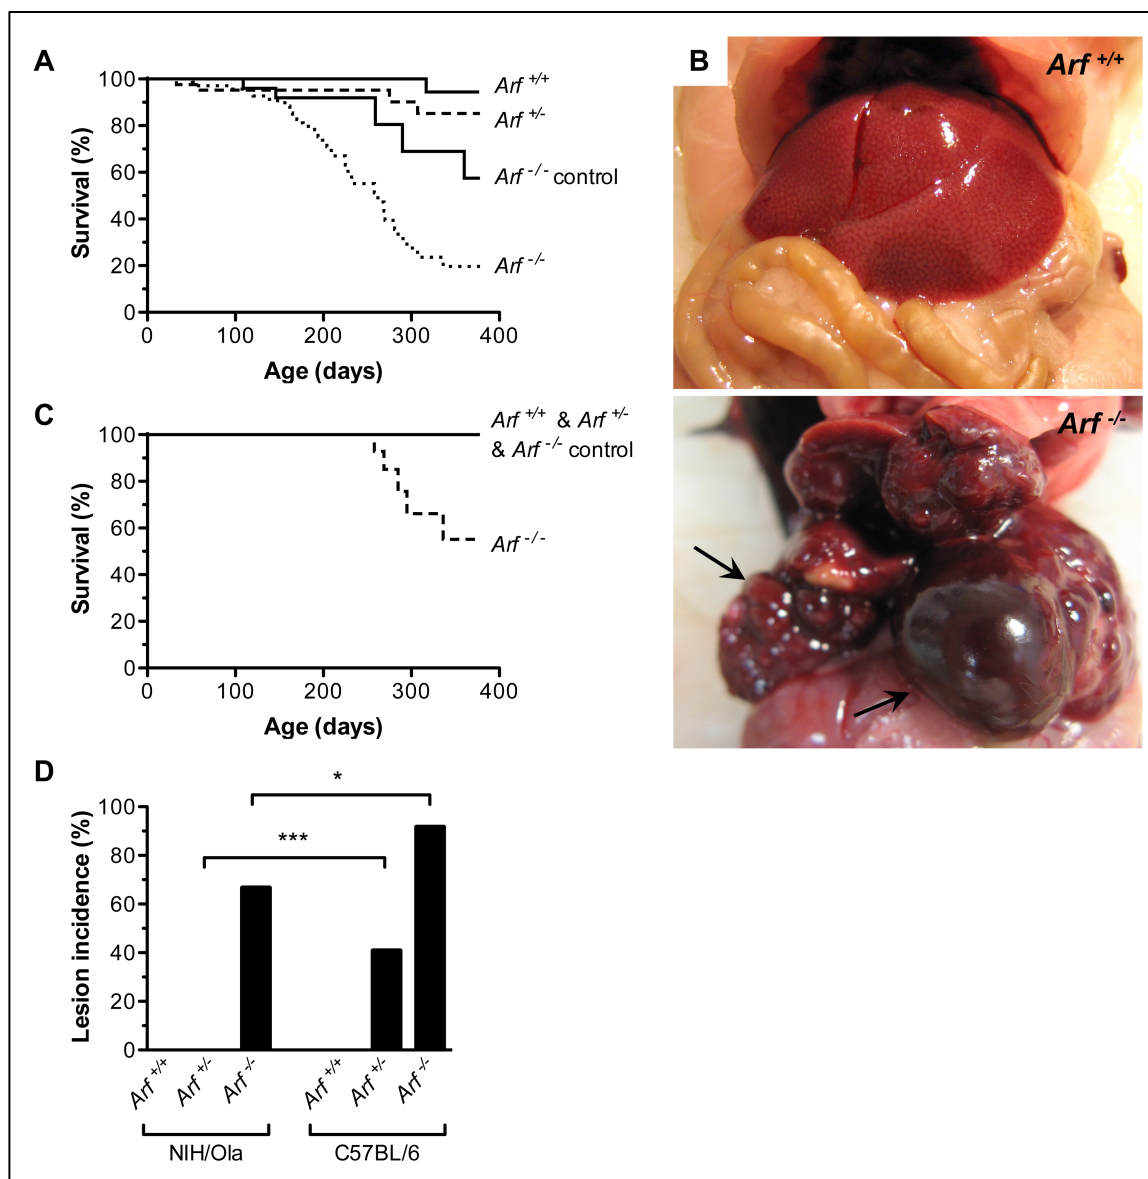 A
Survival (%)
100
80
60
40
20
0
0 100 200 300 400
Age (days)
Arf +/+
Arf +/-
Arf -/- control
Arf -/-
B
Arf +/+
Arf -/-
C
Survival (%)
100
80
60
40
20
0
0 100 200 300 400
Age (days)
Arf +/+ & Arf +/-
& Arf -/- control
Arf -/-
D
Lesion incidence (%)
100
80
60
40
20
0
*
***
Arf +/+ Arf +/- Arf -/- Arf +/+ Arf +/- Arf -/-
NIH/Ola C57BL/6